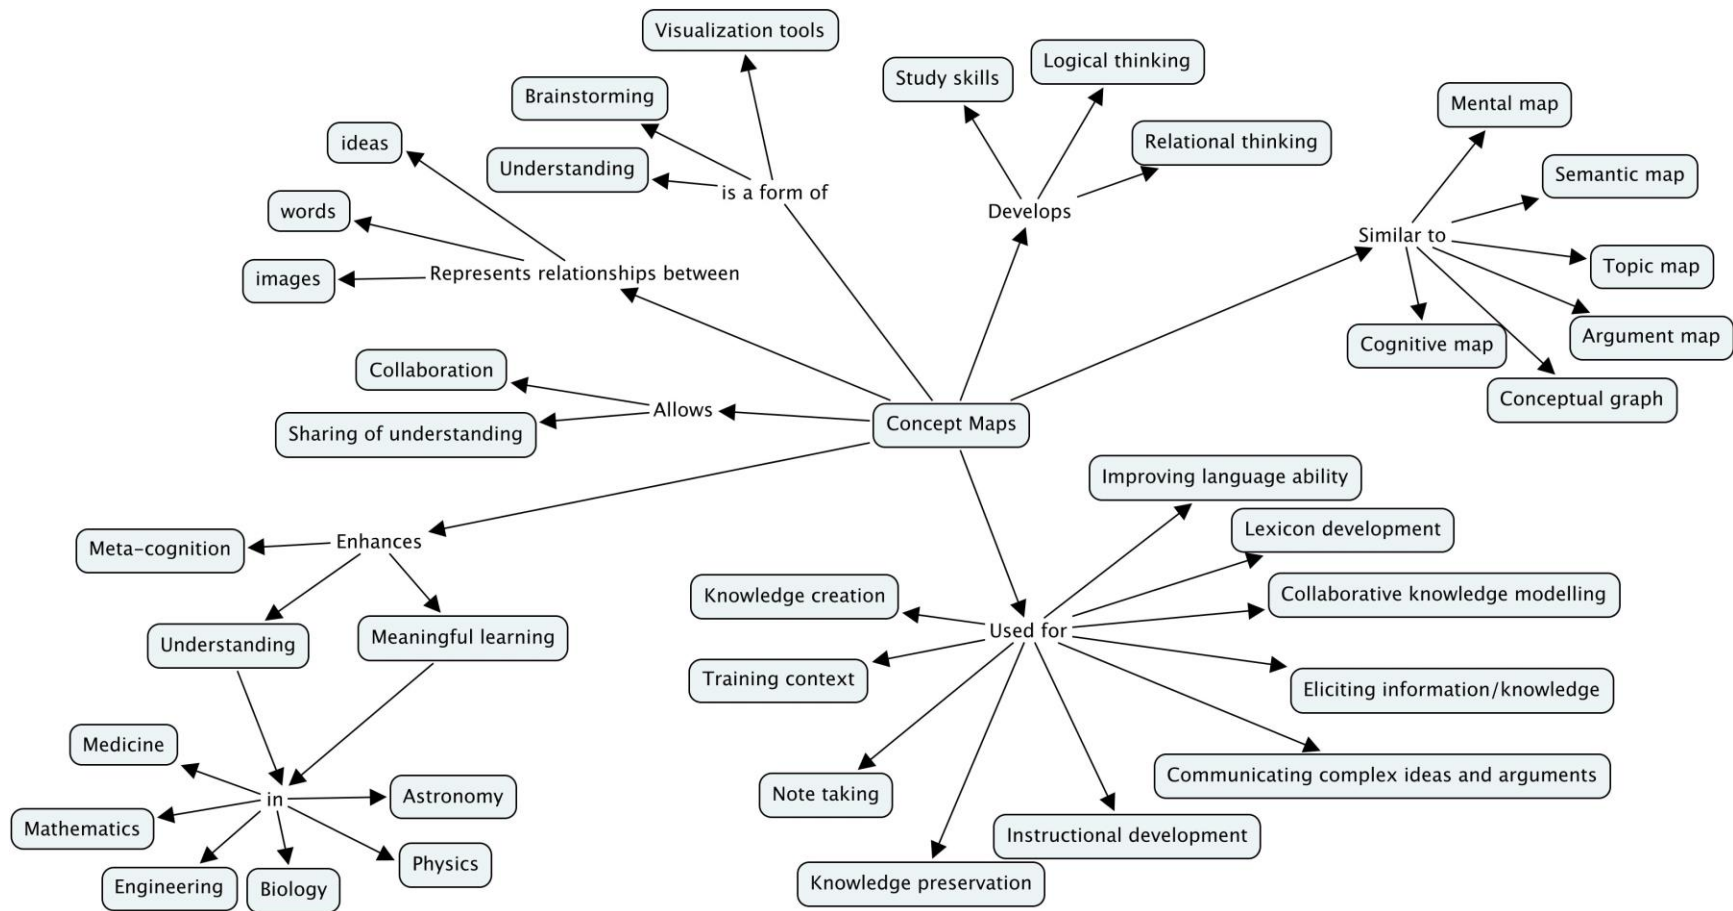 Visualization tools
Brainstorming
Understanding
is a form of
ideas
words
images
Represents relationships between
Study skills
Logical thinking
Relational thinking
Develops
Mental map
Semantic map
Similar to
Topic map
Argument map
Cognitive map
Conceptual graph
Collaboration
Sharing of understanding
Allows
Concept Maps
Meta-cognition
Enhances
Understanding
Meaningful learning
Medicine
in
Astronomy
Mathematics
Engineering
Biology
Physics
Improving language ability
Lexicon development
Collaborative knowledge modelling
Knowledge creation
Used for
Training context
Eliciting information/knowledge
Communicating complex ideas and arguments
Note taking
Instructional development
Knowledge preservation